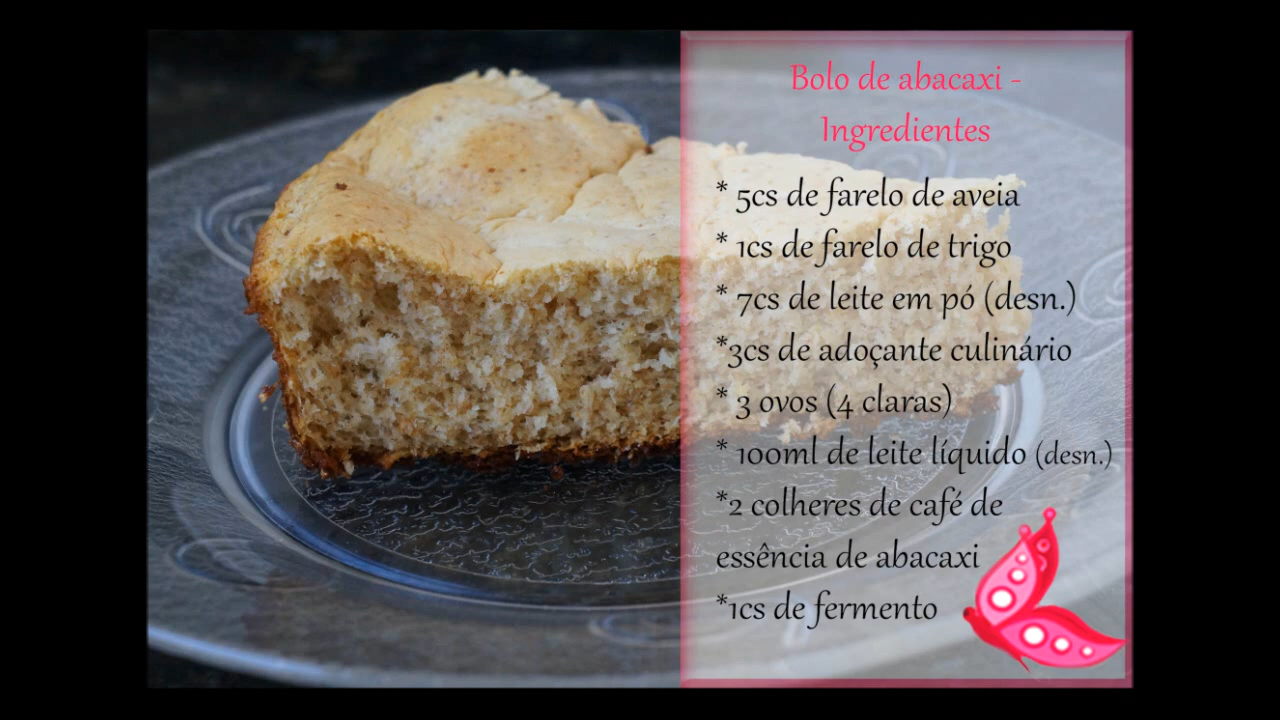 Bolo de abacaxi -
Ingredientes
* 5cs de farelo de aveia
* 1cs de farelo de trigo
* 7cs de leite em pó (desn.)
*3cs de adoçante culinário
* 3 ovos (4 claras)
* 100ml de leite líquido (desn.)
*2 colheres de café de
essência de abacaxi
*1cs de fermento